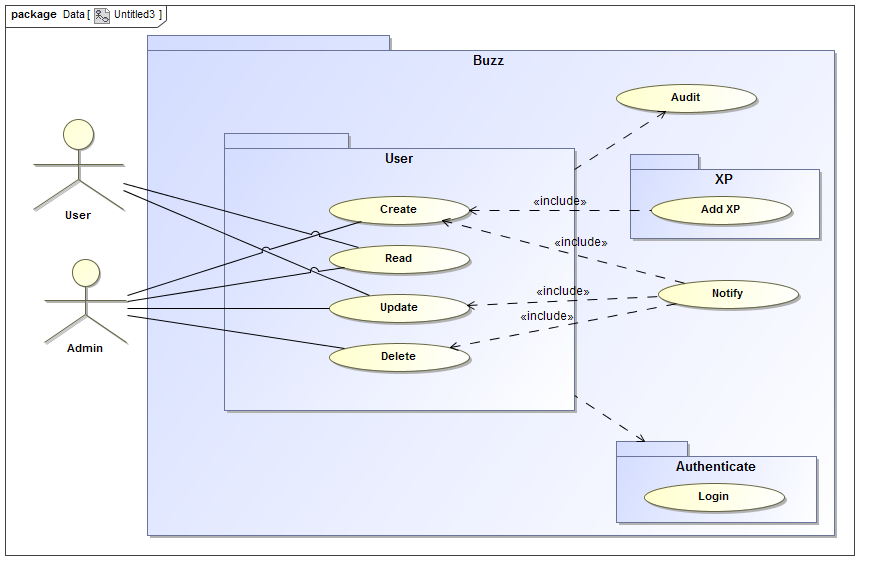 package Data [ Untitled3 ]
Buzz
Audit
User
XP
Create
«include»
Add XP
User
«include»
Read
Notify
«include»
Update
«include»
Admin
Delete
Authenticate
Login